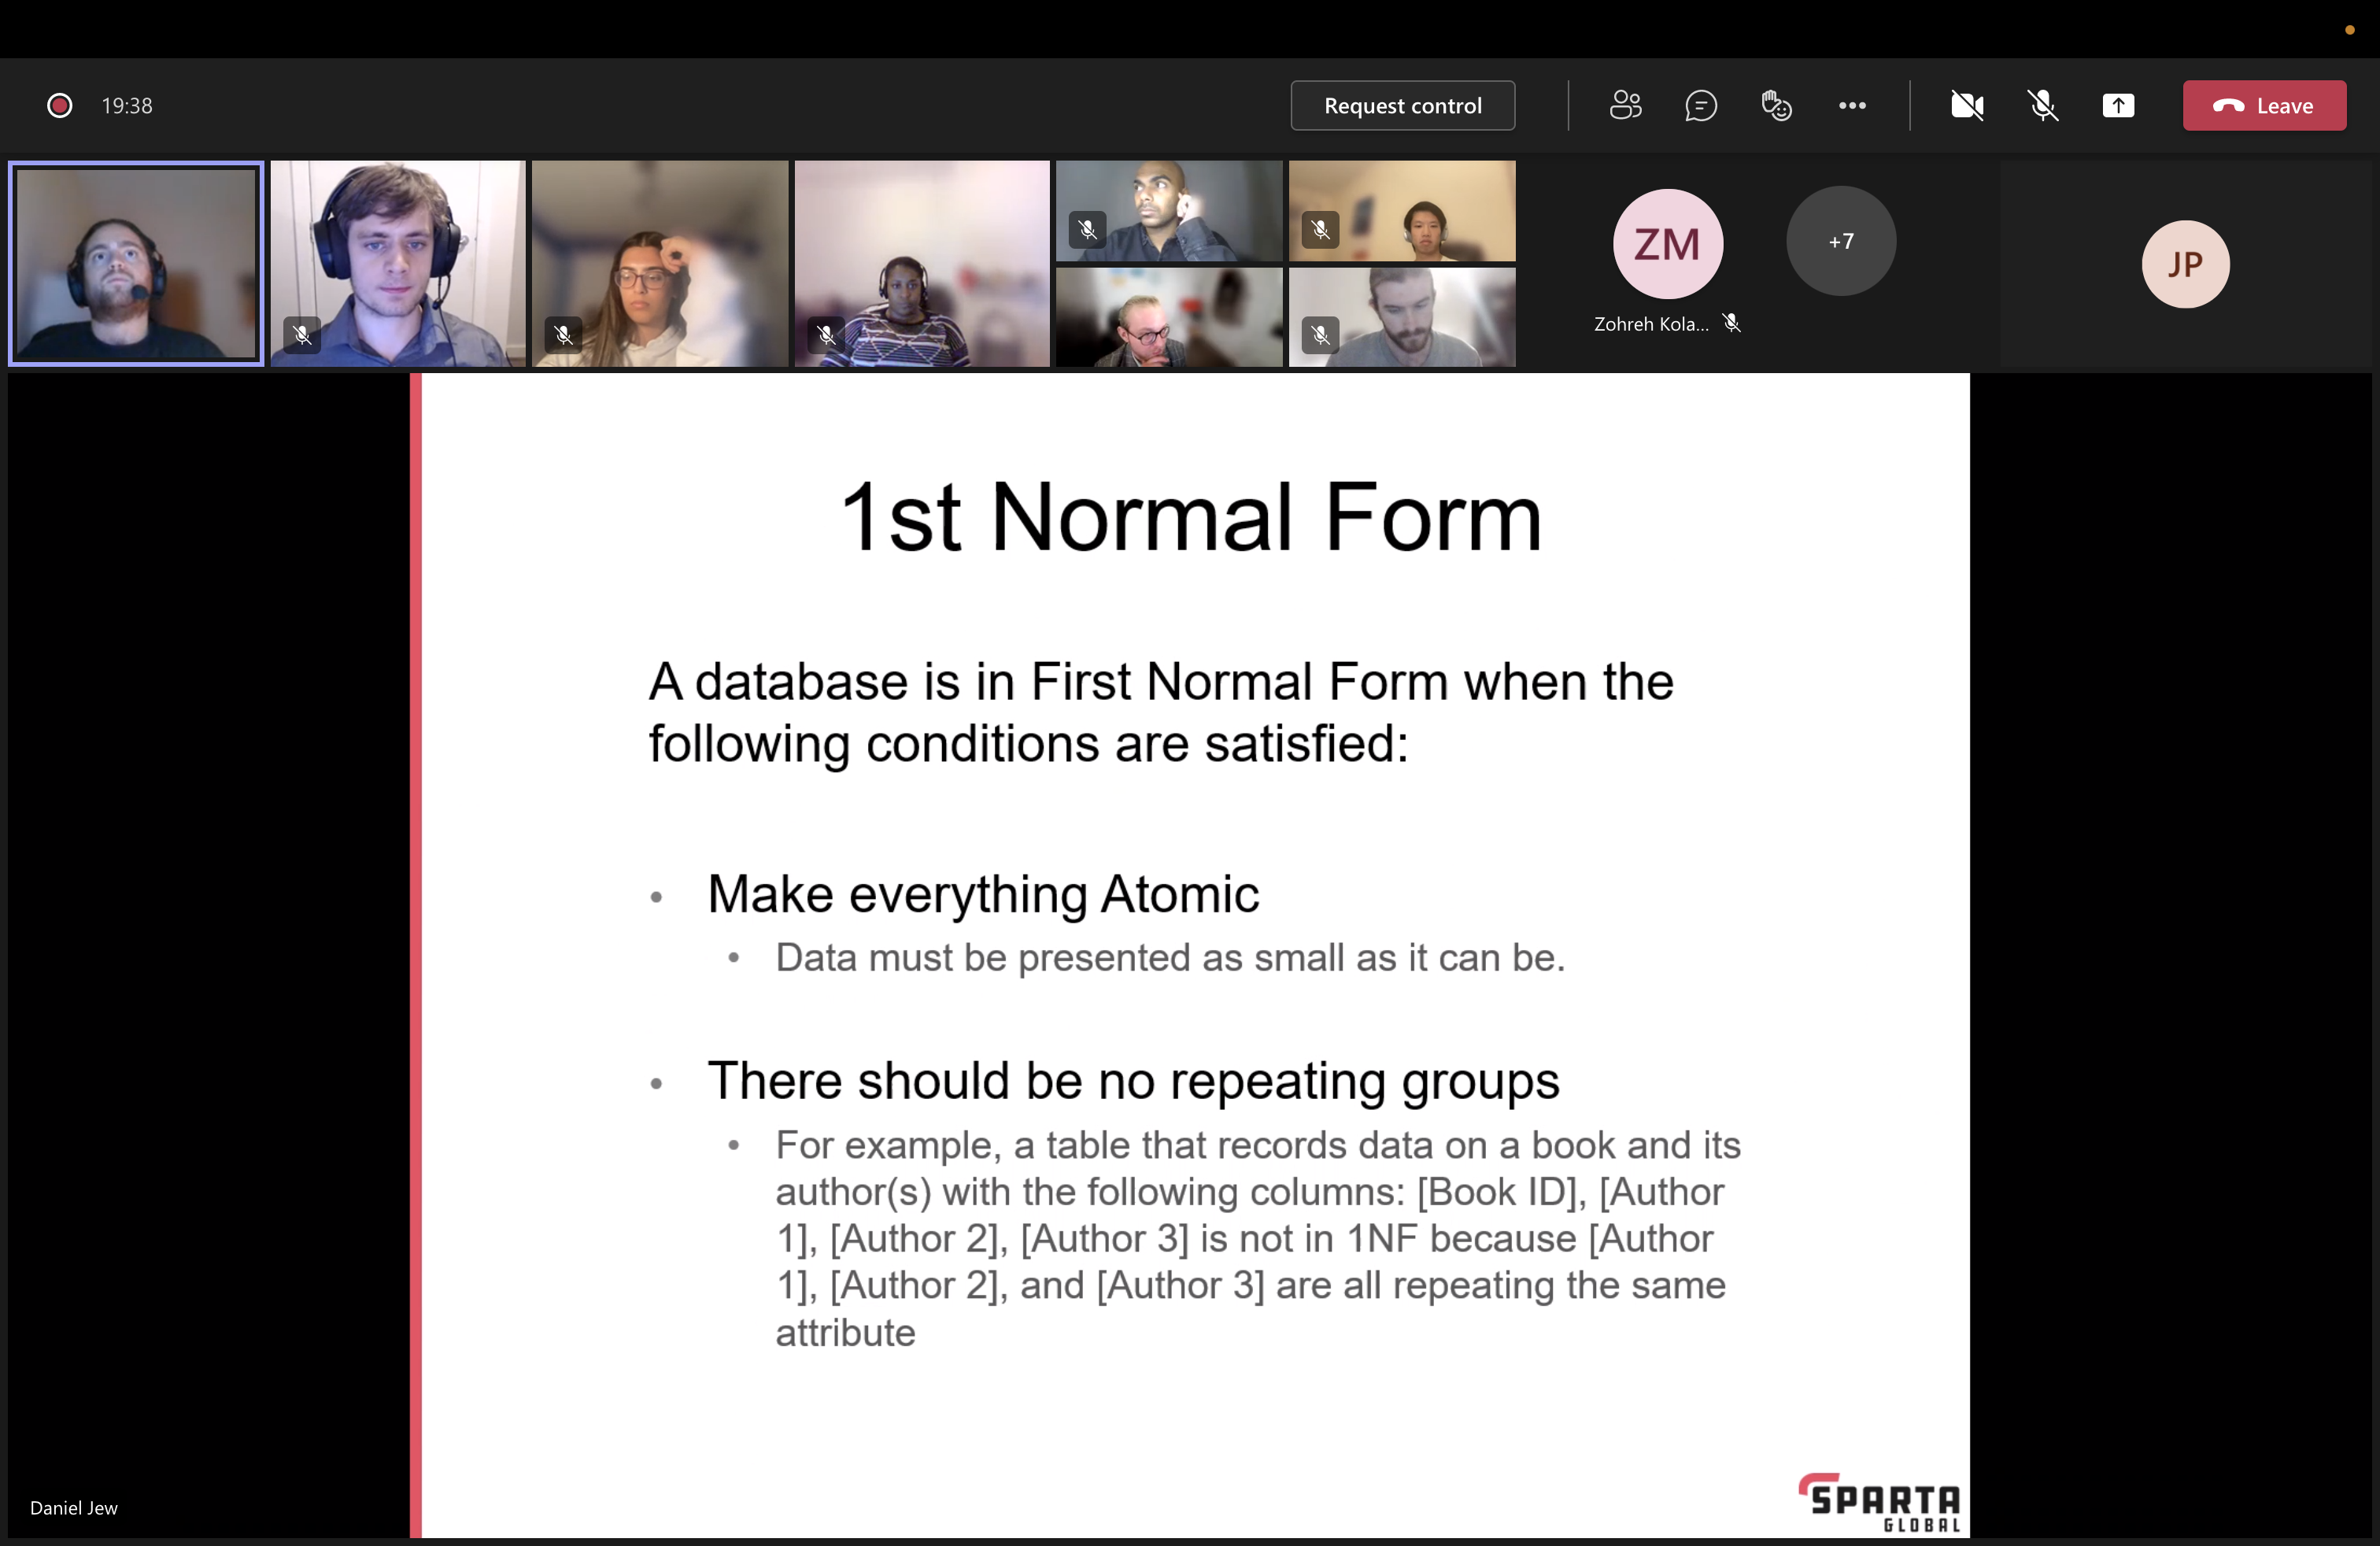 19:38
Request control
Leave
ZM
+7
JP
Zohreh Kola...
1st Normal Form
A database is in First Normal Form when the
following conditions are satisfied:
• Make everything Atomic
• Data must be presented as small as it can be.
• There should be no repeating groups
• For example, a table that records data on a book and its
author(s) with the following columns: [Book ID], [Author
1], [Author 2], [Author 3] is not in 1NF because [Author
1], [Author 2], and [Author 3] are all repeating the same
attribute
Daniel Jew
SPARTA
GLOBAL